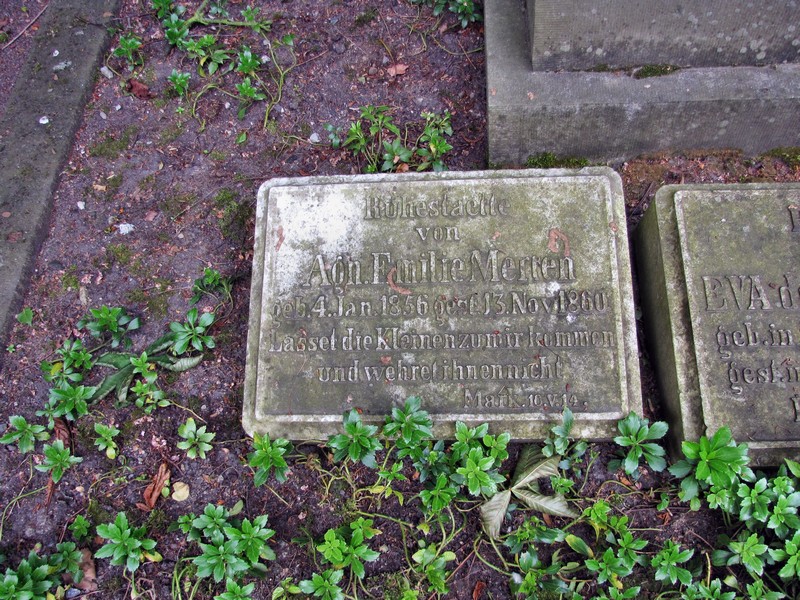 Ruhestaette
von
Agn. Emilie Merten
geb. 4. Jan. 1856 gest. 13. Nov. 1860
Lasset die Kleinen zu mir kommen
und wehret ihnen nicht
Mark. 10. v. 14.
EVA
geb. in
gest. in